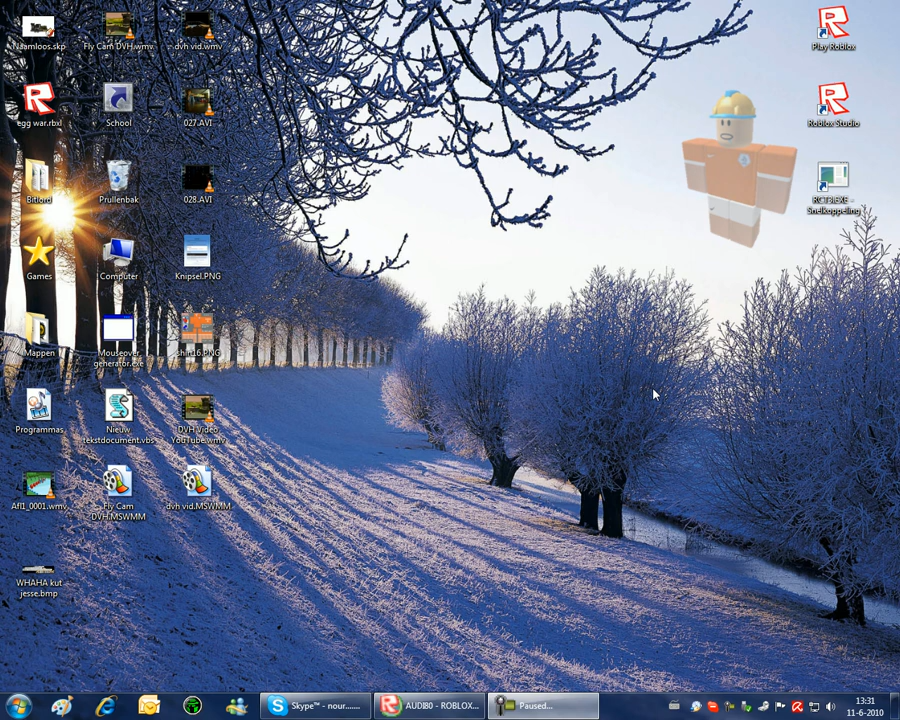 Naamloos.skp
Fly Cam DVH.wmv
dvh vid.wmv
Play Roblox
egg war.rbxl
School
027.AVI
Roblox Studio
Bitlord
Prullenbak
028.AVI
RCT3.EXE -
Snelkoppeling
Games
Computer
Knipsel.PNG
Mappen
Mouseover
generator.exe
shirt16.PNG
Programmas
Nieuw
tekstdocument.vbs
DVH Video
YouTube.wmv
Afl1_0001.wmv
Fly Cam
DVH.MSWMM
dvh vid.MSWMM
WHAHA kut
jesse.bmp
Skype™ - nour......
AUDI80 - ROBLOX...
Paused...
13:31
11-6-2010